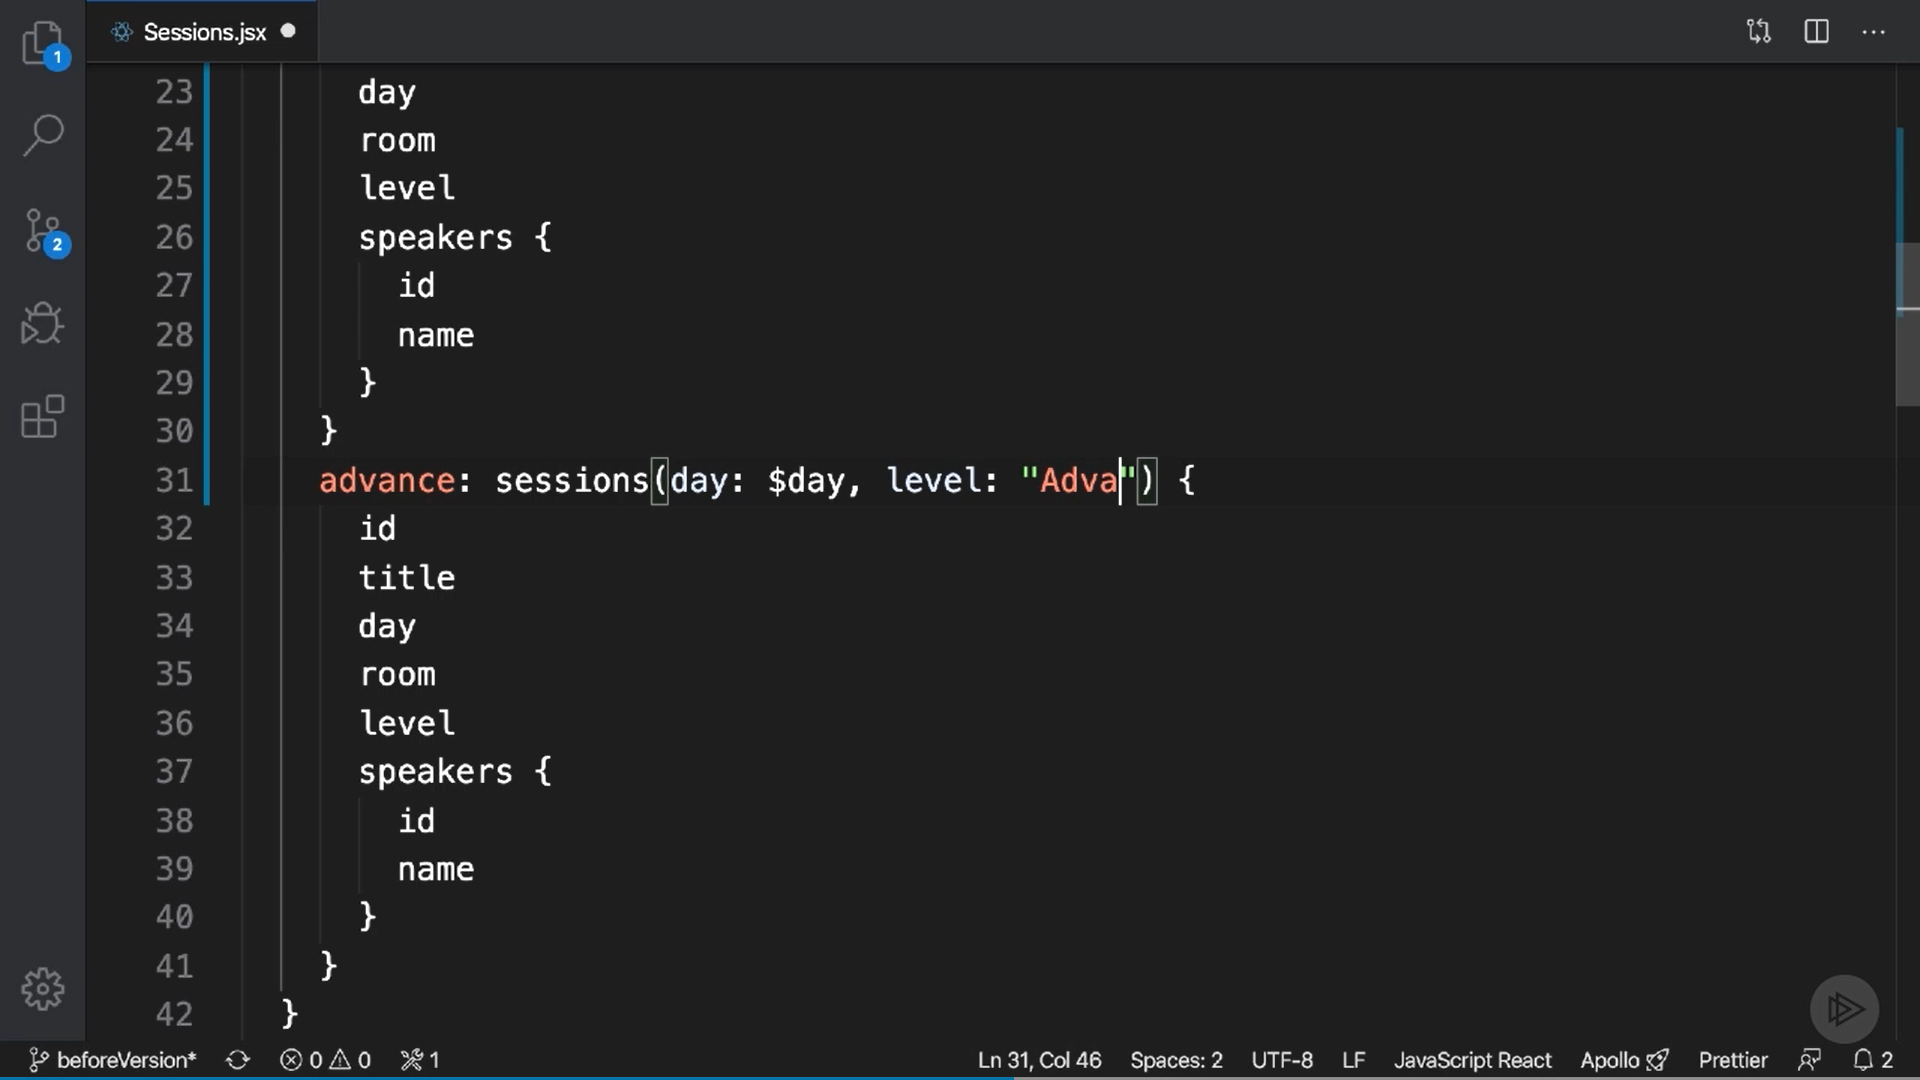 Sessions.jsx
1
23 day
24 room
25 level
26 speakers {
2
27 id
28 name
29 }
30 }
31 advance: sessions(day: $day, level: "Adva") {
32 id
33 title
34 day
35 room
36 level
37 speakers {
38 id
39 name
40 }
41 }
42 }
beforeVersion* 0 0 1 Ln 31, Col 46 Spaces: 2 UTF-8 LF JavaScript React Apollo Prettier 2